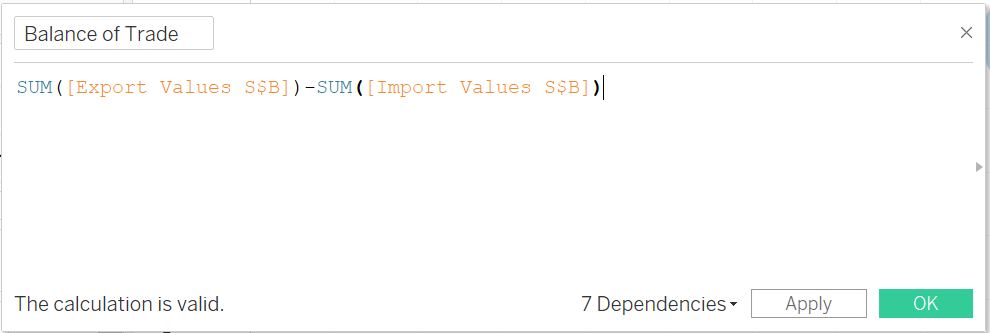 Balance of Trade
SUM([Export Values S$B])-SUM([Import Values S$B])
The calculation is valid.
7 Dependencies
Apply
OK